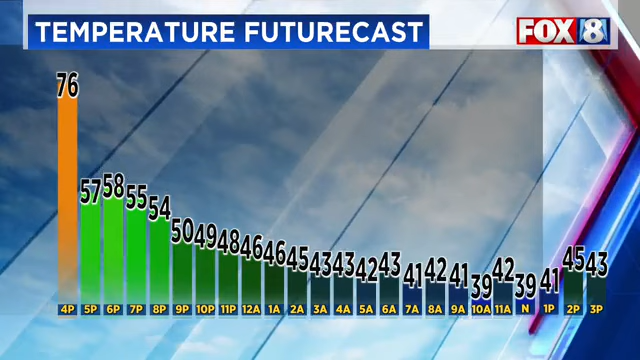 TEMPERATURE FUTURECAST
FOX 8
76 57 58 55 54 50 49 48 46 46 45 43 43 42 43 41 42 41 39 42 39 41 45 43
4P 5P 6P 7P 8P 9P 10P 11P 12A 1A 2A 3A 4A 5A 6A 7A 8A 9A 10A 11A N 1P 2P 3P